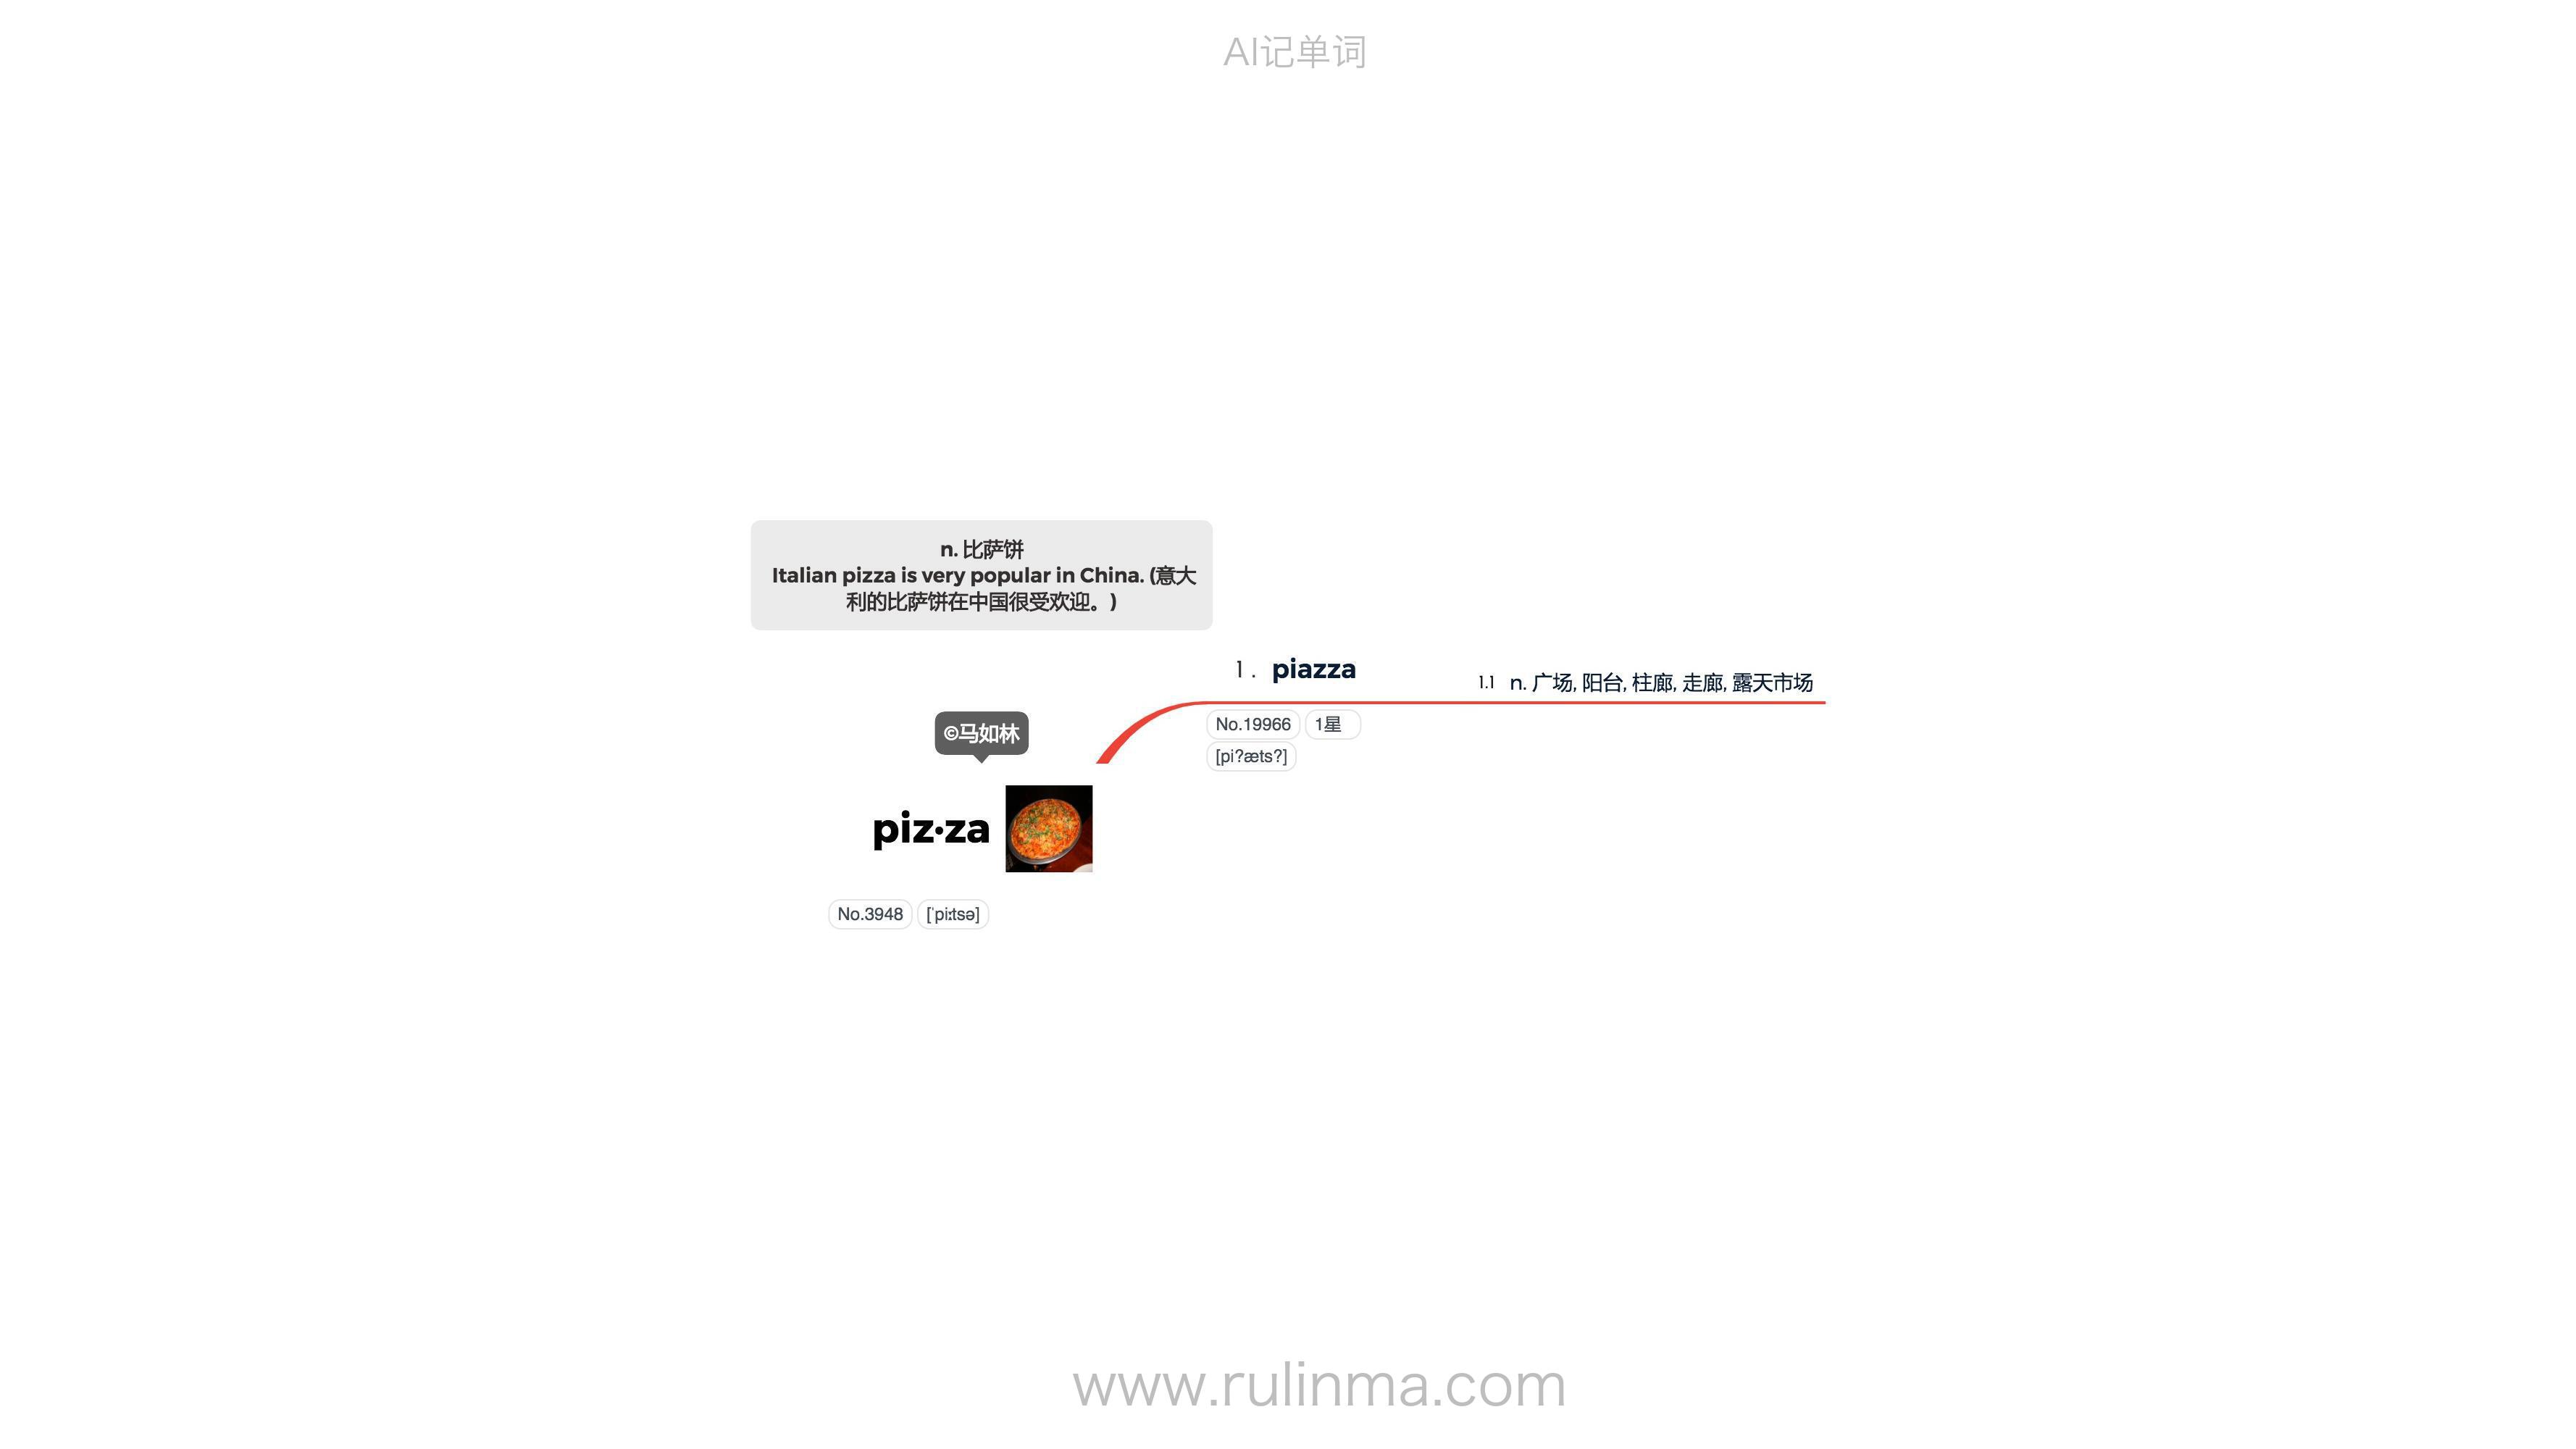 AI记单词
n. 比萨饼
Italian pizza is very popular in China. (意大
利的比萨饼在中国很受欢迎。)
1. piazza
1.1 n. 广场, 阳台, 柱廊, 走廊, 露天市场
No.19966 1星
[pi?æts?]
©马如林
piz·za
No.3948 [ˈpiːtsə]
www.rulinma.com